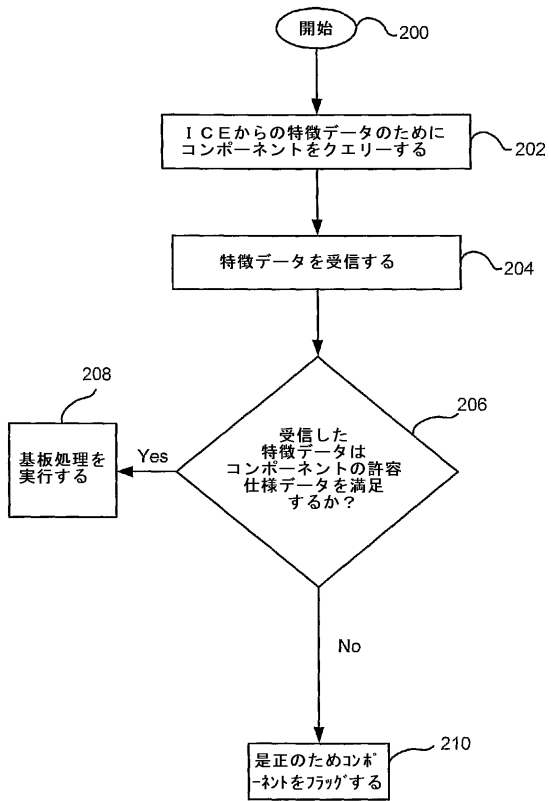 開始
200
ICEからの特徴データのために
コンポーネントをクエリーする
202
特徴データを受信する
204
208
206
受信した
特徴データは
コンポーネントの許容
仕様データを満足
するか?
Yes
基板処理を
実行する
No
210
是正のためコンポ
ーネントをフラッグする